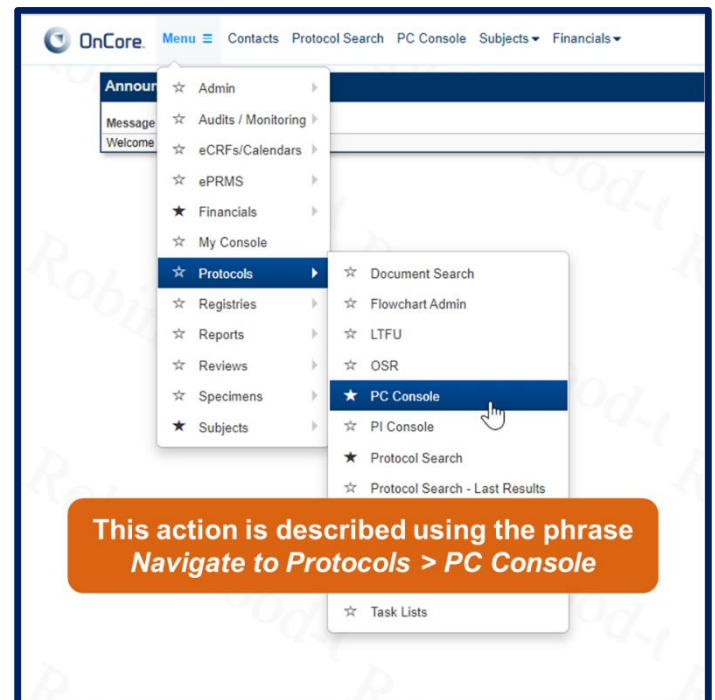 OnCore. Menu ☰ Contacts Protocol Search PC Console Subjects Financials
Announ
Message
Welcome
Admin
Audits / Monitoring
eCRFs/Calendars
ePRMS
Financials
My Console
Protocols
Registries
Reports
Reviews
Specimens
Subjects
Document Search
Flowchart Admin
LTFU
OSR
PC Console
PI Console
Protocol Search
Protocol Search - Last Results
This action is described using the phrase
Navigate to Protocols > PC Console
Task Lists